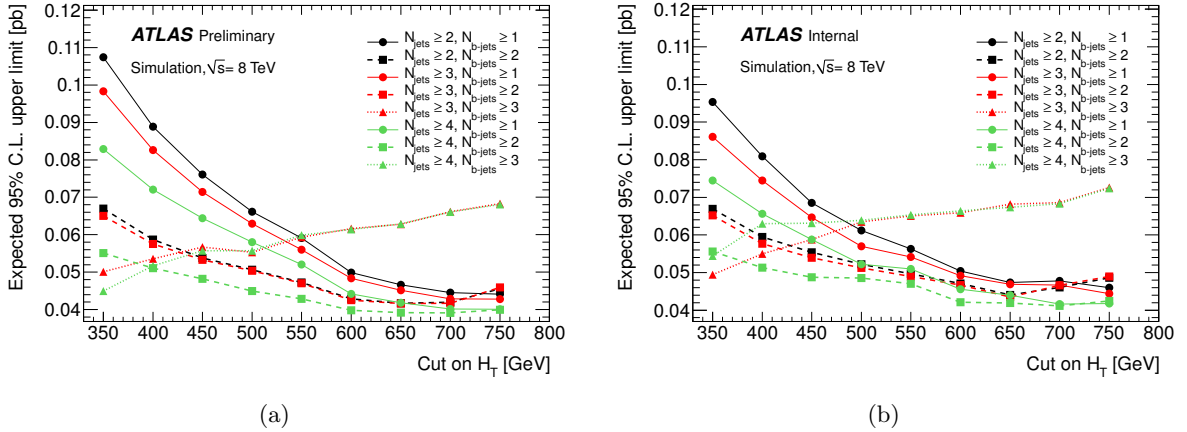 Expected 95% C.L. upper limit [pb]
0.12
0.11
0.1
0.09
0.08
0.07
0.06
0.05
0.04
ATLAS Preliminary
Simulation,√s= 8 TeV
N_jets ≥ 2, N_b-jets ≥ 1
N_jets ≥ 2, N_b-jets ≥ 2
N_jets ≥ 3, N_b-jets ≥ 1
N_jets ≥ 3, N_b-jets ≥ 2
N_jets ≥ 3, N_b-jets ≥ 3
N_jets ≥ 4, N_b-jets ≥ 1
N_jets ≥ 4, N_b-jets ≥ 2
N_jets ≥ 4, N_b-jets ≥ 3
350 400 450 500 550 600 650 700 750 800
Cut on H_T [GeV]
(a)
Expected 95% C.L. upper limit [pb]
0.12
0.11
0.1
0.09
0.08
0.07
0.06
0.05
0.04
ATLAS Internal
Simulation,√s= 8 TeV
N_jets ≥ 2, N_b-jets ≥ 1
N_jets ≥ 2, N_b-jets ≥ 2
N_jets ≥ 3, N_b-jets ≥ 1
N_jets ≥ 3, N_b-jets ≥ 2
N_jets ≥ 3, N_b-jets ≥ 3
N_jets ≥ 4, N_b-jets ≥ 1
N_jets ≥ 4, N_b-jets ≥ 2
N_jets ≥ 4, N_b-jets ≥ 3
350 400 450 500 550 600 650 700 750 800
Cut on H_T [GeV]
(b)